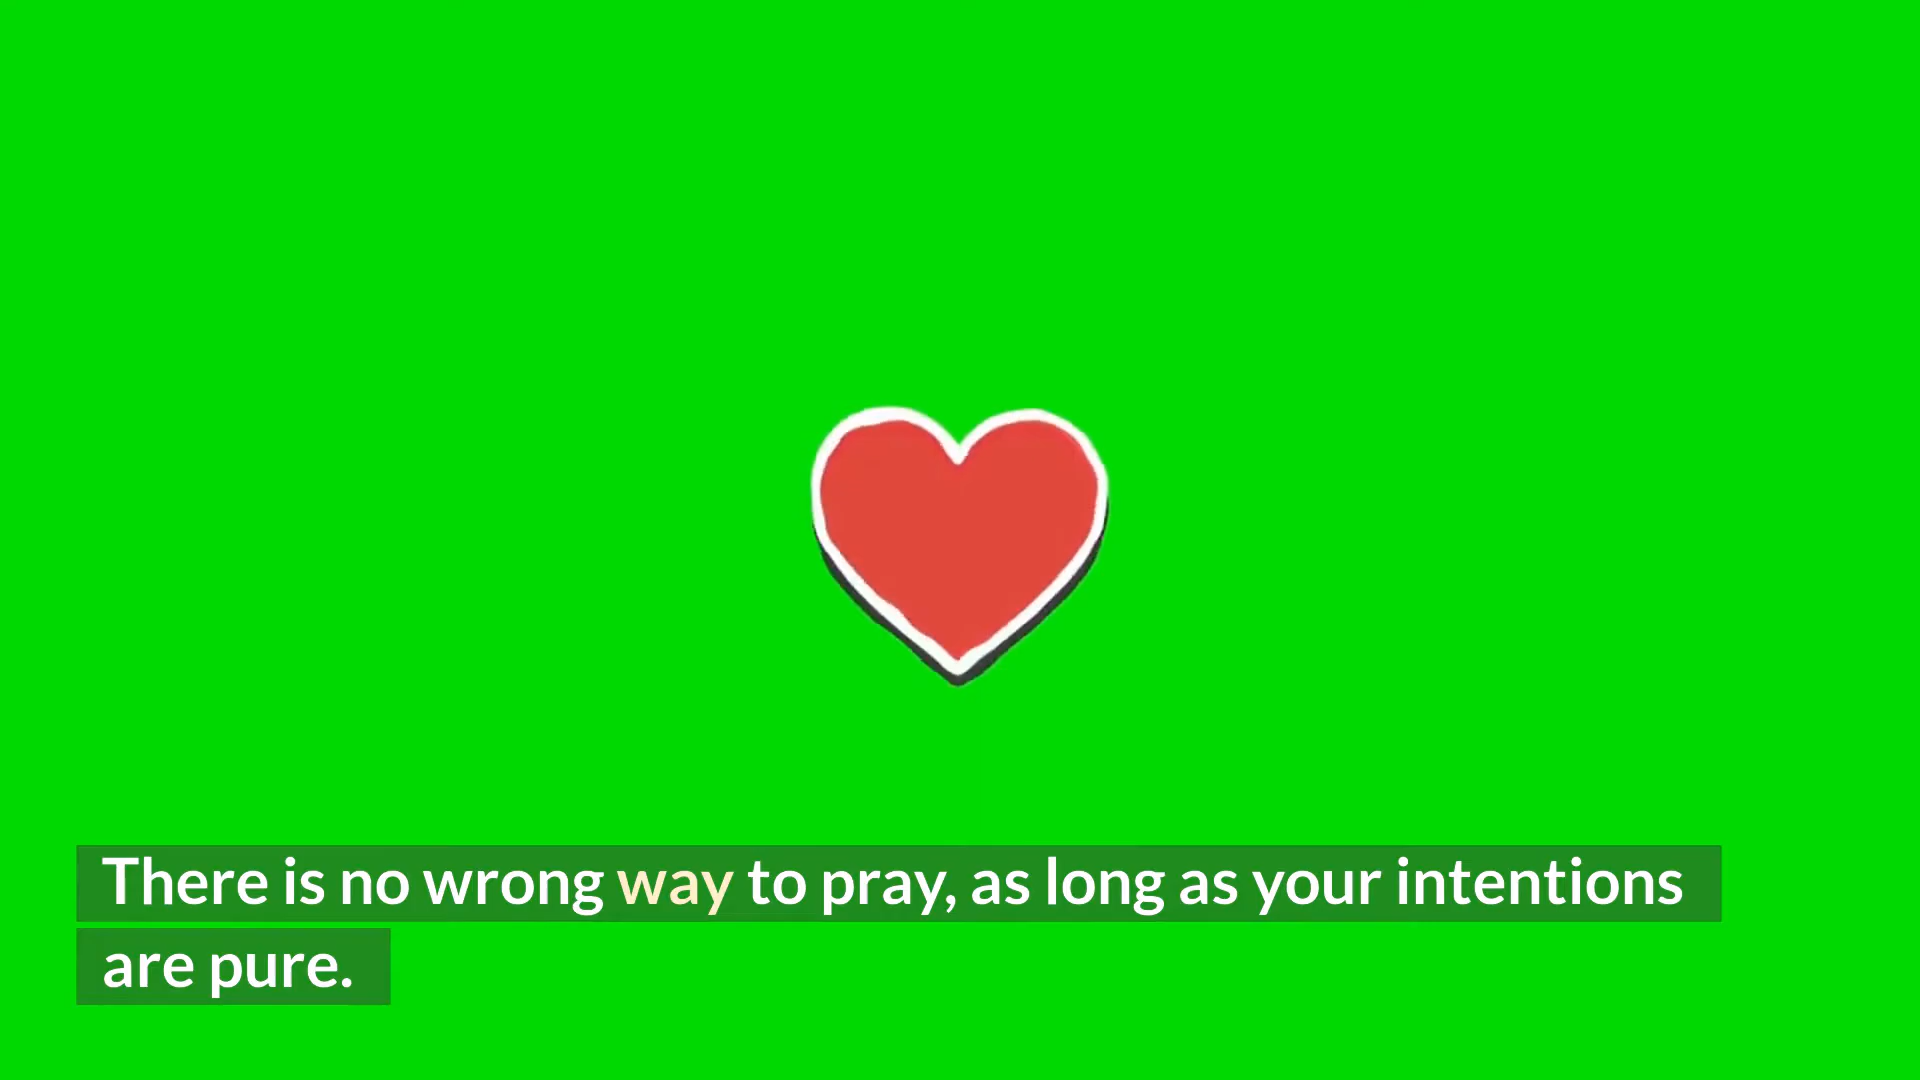 There is no wrong way to pray, as long as your intentions
are pure.